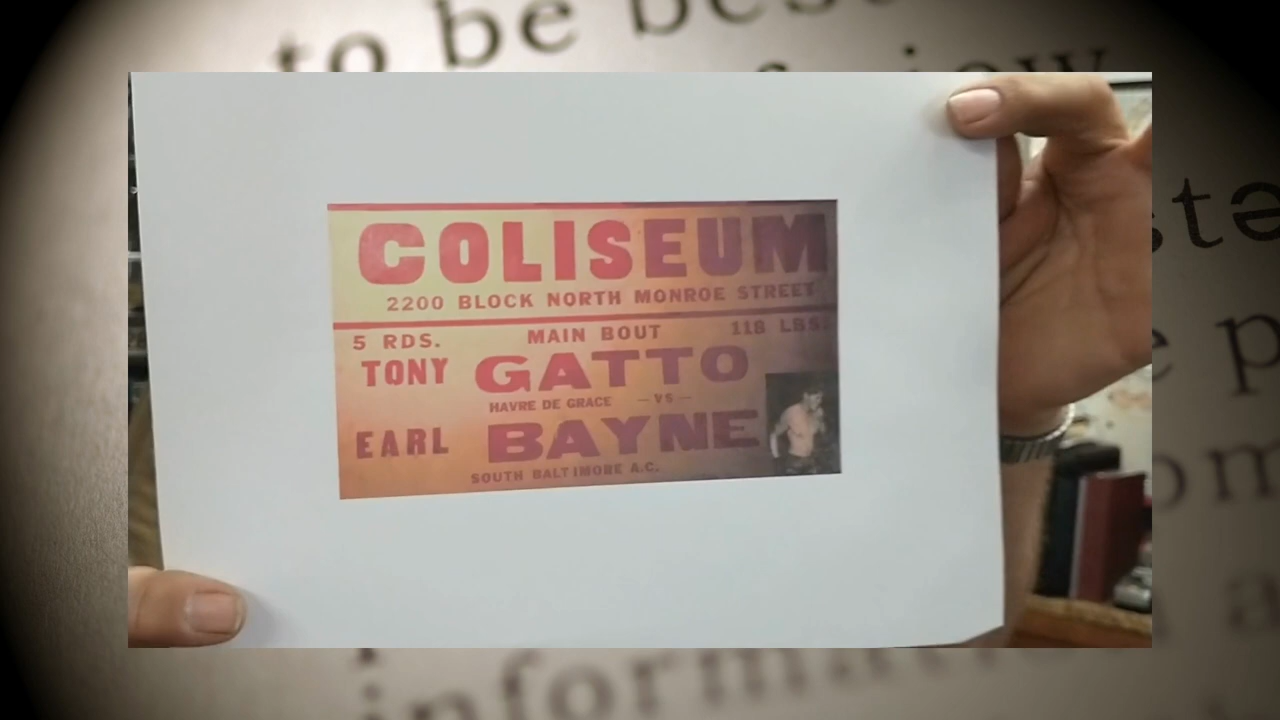 to be best
COLISEUM
2200 BLOCK NORTH MONROE STREET
5 RDS. MAIN BOUT 118 LBS.
TONY GATTO
HAVRE DE GRACE —VS—
EARL BAYNE
SOUTH BALTIMORE A.C.